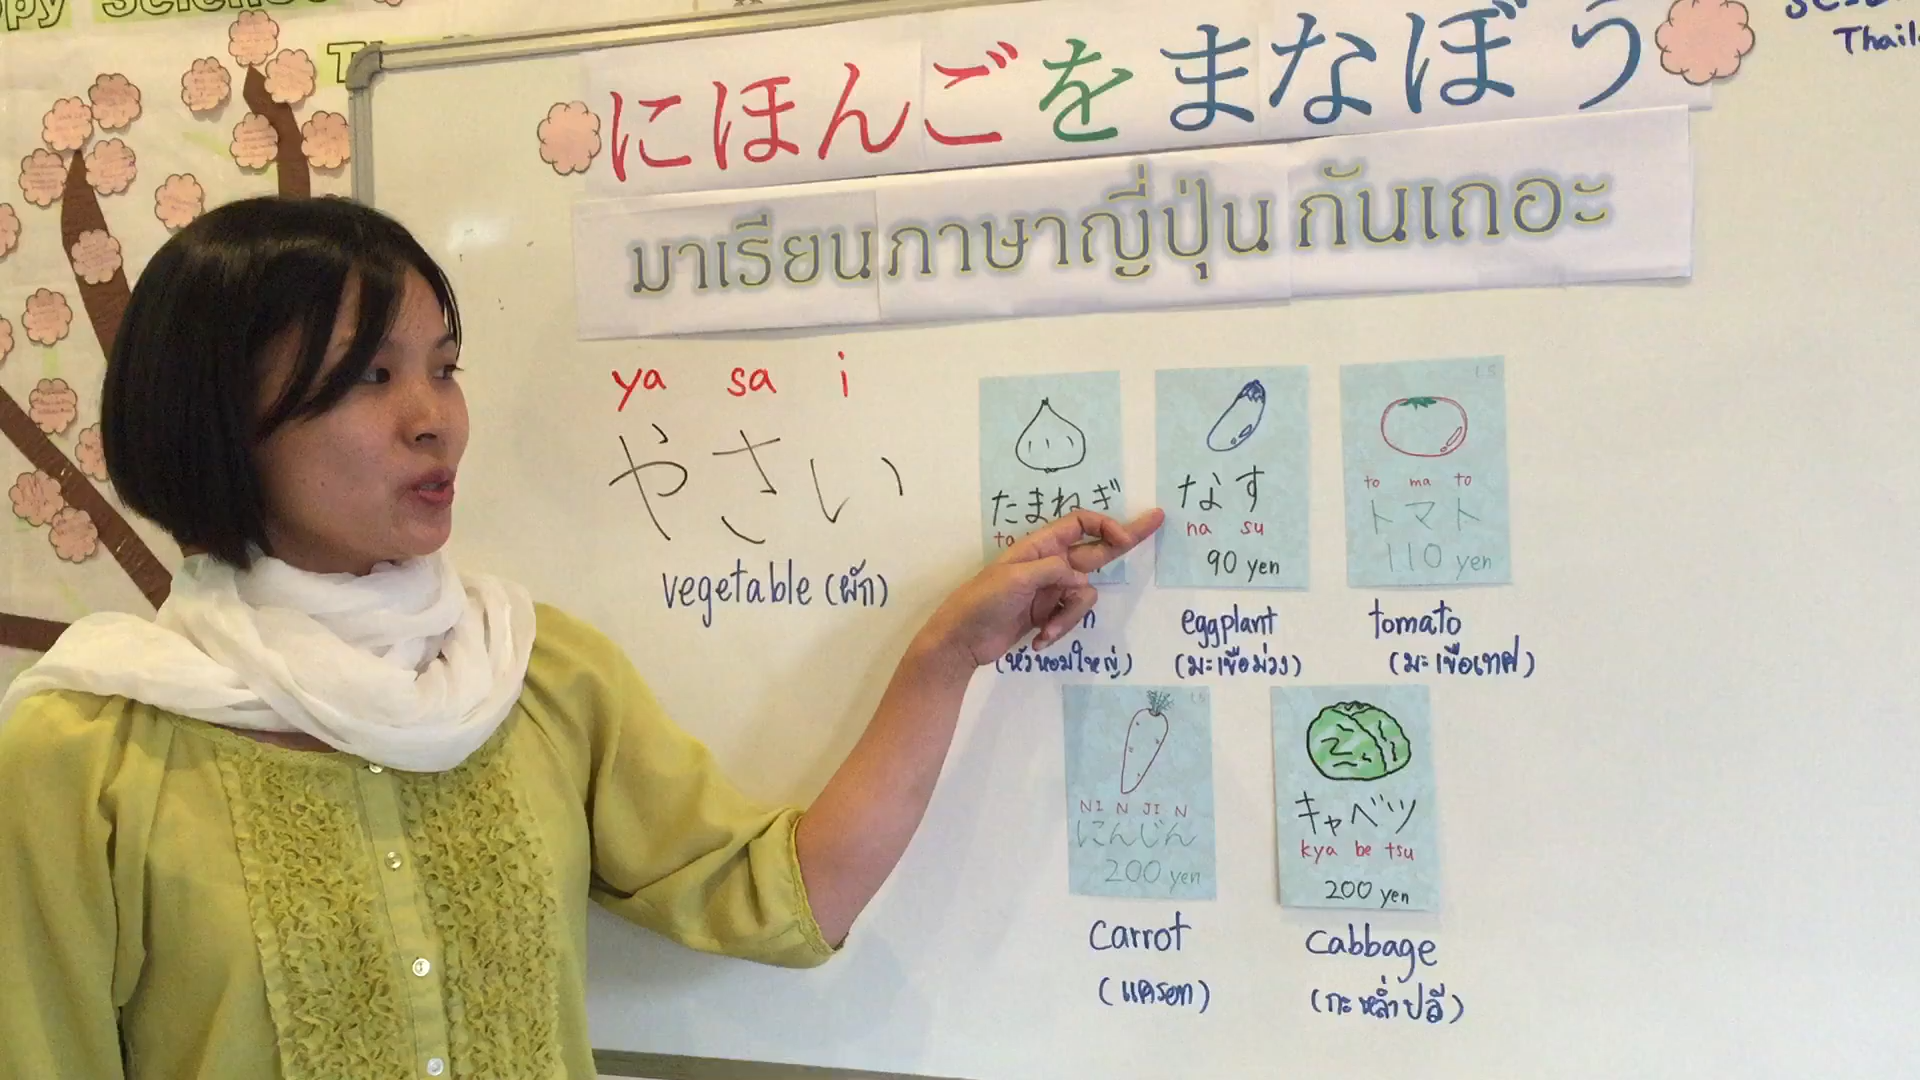 にほんごをまなぼう
มาเรียนภาษาญี่ปุ่นกันเถอะ
ya sa i
やさい
vegetable (ผัก)
たまねぎ
(หัวหอมใหญ่)
なす
na su
90 yen
eggplant
(มะเขือม่วง)
to ma to
トマト
110 yen
tomato
(มะเขือเทศ)
NI N JI N
にんじん
200 yen
carrot
(แครอท)
キャベツ
kya be tsu
200 yen
cabbage
(กะหล่ำปลี)